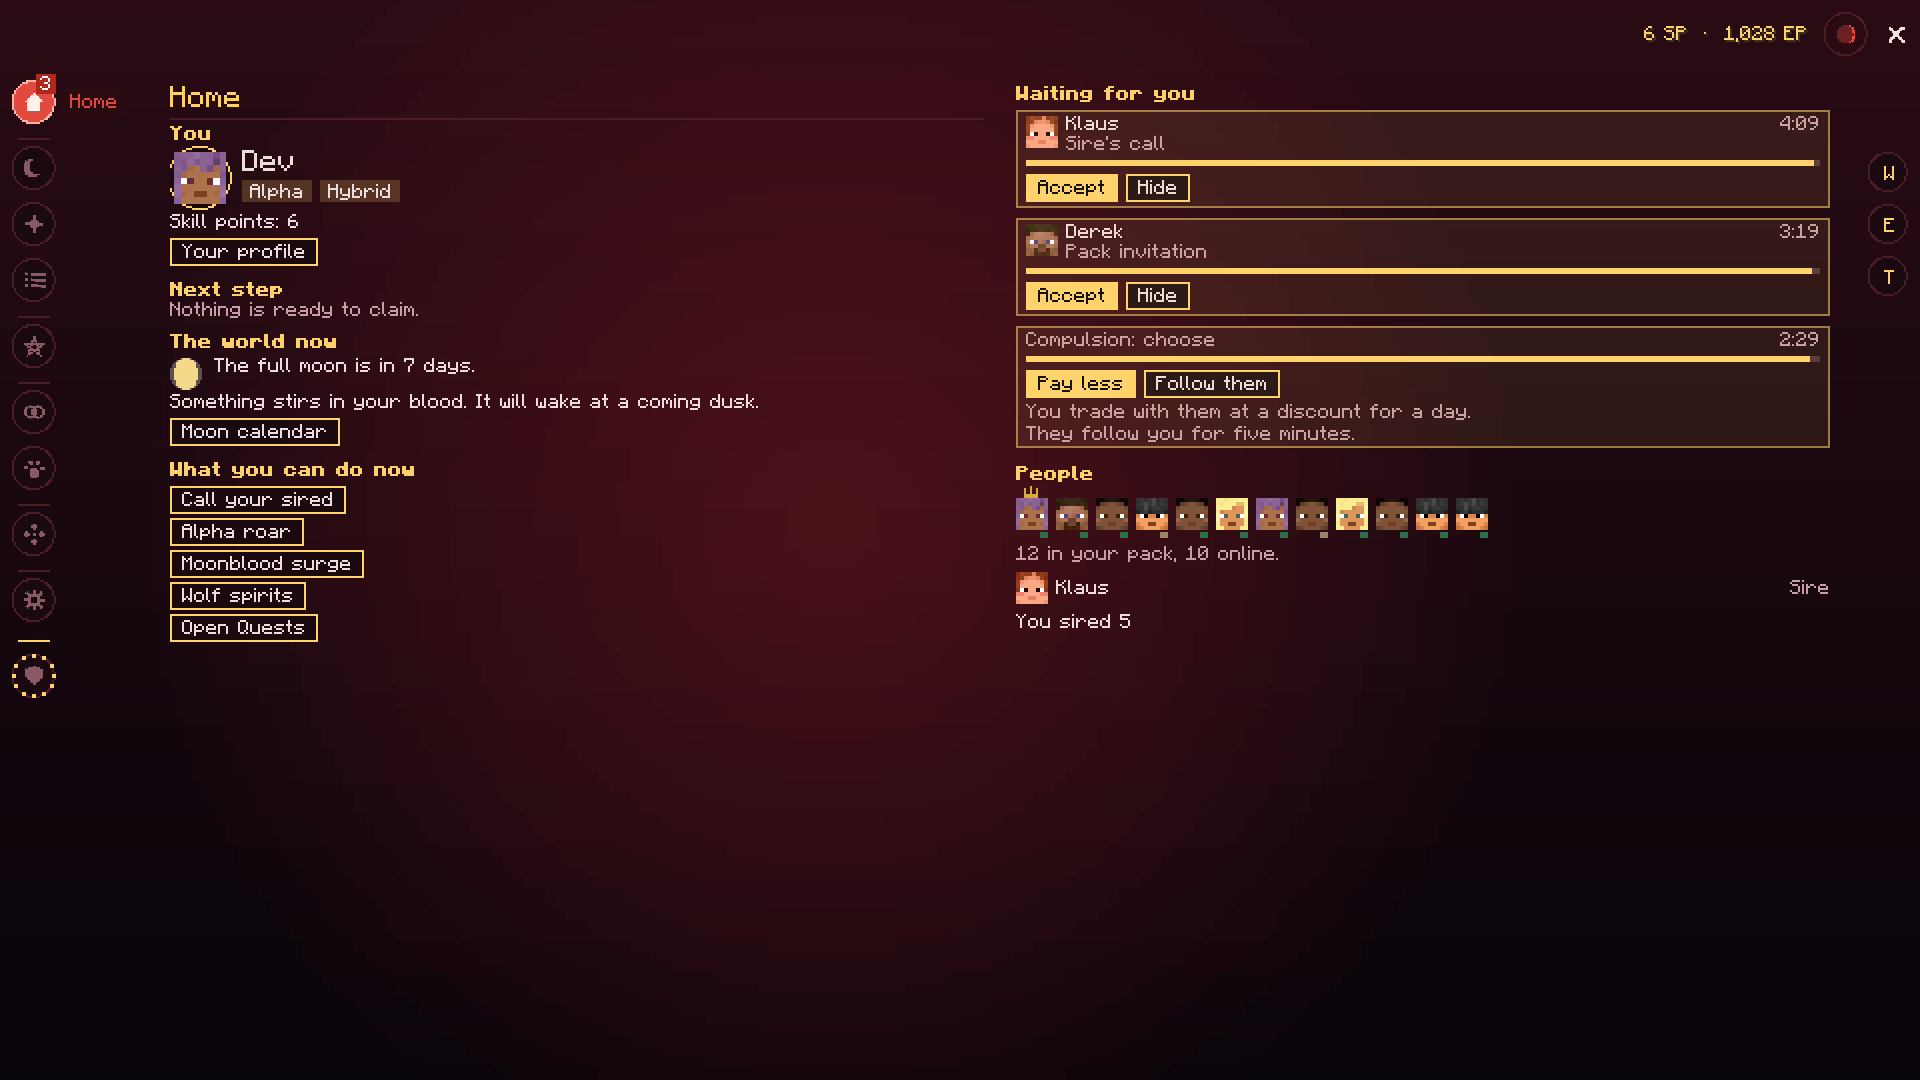 6 SP · 1,028 EP
3
Home
Home
You
Dev
Alpha
Hybrid
Skill points: 6
Your profile
Next step
Nothing is ready to claim.
The world now
The full moon is in 7 days.
Something stirs in your blood. It will wake at a coming dusk.
Moon calendar
What you can do now
Call your sired
Alpha roar
Moonblood surge
Wolf spirits
Open Quests
Waiting for you
Klaus 4:09
Sire's call
Accept Hide
Derek 3:19
Pack invitation
Accept Hide
Compulsion: choose 2:29
Pay less Follow them
You trade with them at a discount for a day.
They follow you for five minutes.
People
12 in your pack, 10 online.
Klaus Sire
You sired 5
W
E
T